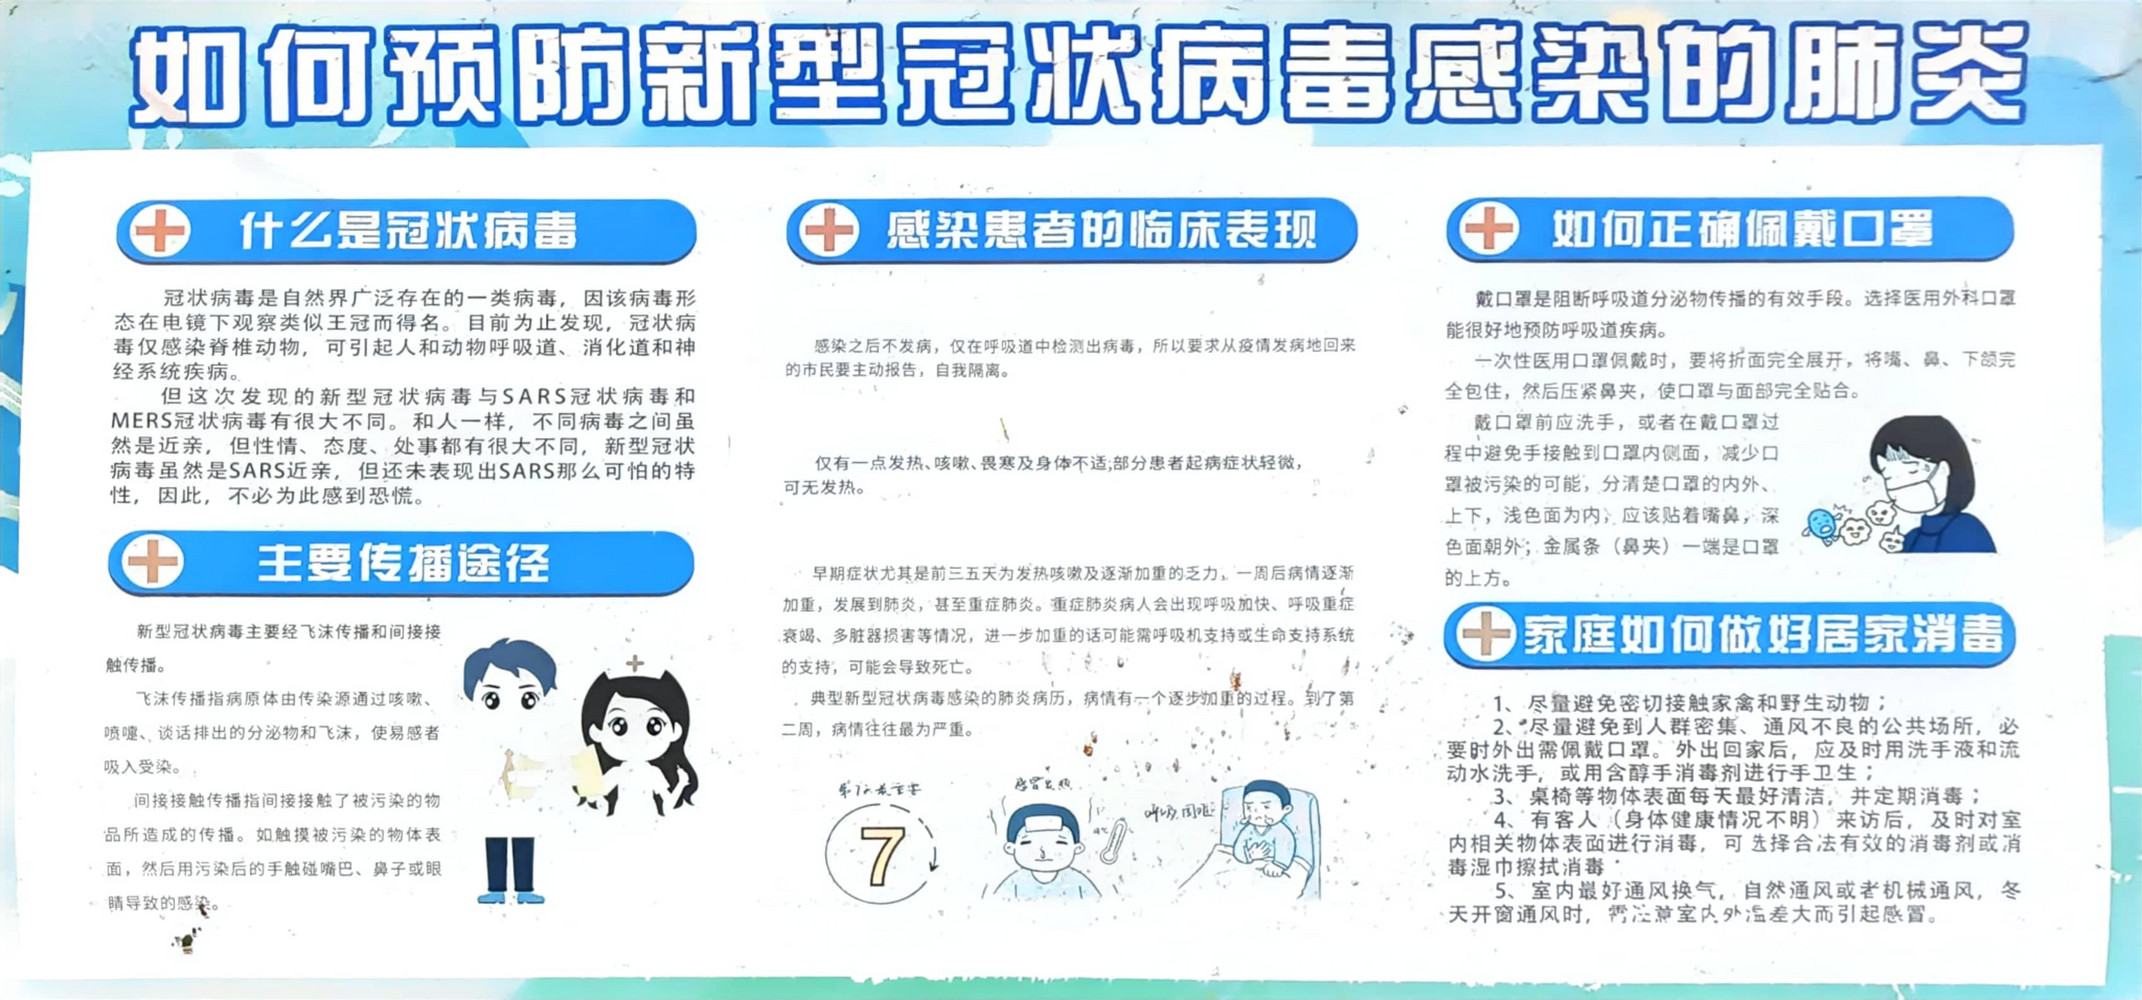 如何预防新型冠状病毒感染的肺炎
什么是冠状病毒
冠状病毒是自然界广泛存在的一类病毒，因该病毒形
态在电镜下观察类似王冠而得名。目前为止发现，冠状病
毒仅感染脊椎动物，可引起人和动物呼吸道、消化道和神
经系统疾病。
但这次发现的新型冠状病毒与SARS冠状病毒和
MERS冠状病毒有很大不同。和人一样，不同病毒之间虽
然是近亲，但性情、态度、处事都有很大不同，新型冠状
病毒虽然是SARS近亲，但还未表现出SARS那么可怕的特
性，因此，不必为此感到恐慌。
主要传播途径
新型冠状病毒主要经飞沫传播和间接接
触传播。
飞沫传播指病原体由传染源通过咳嗽、
喷嚏、谈话排出的分泌物和飞沫，使易感者
吸入受染。
间接接触传播指间接接触了被污染的物
品所造成的传播。如触摸被污染的物体表
面，然后用污染后的手触碰嘴巴、鼻子或眼
睛导致的感染。
感染患者的临床表现
感染之后不发病，仅在呼吸道中检测出病毒，所以要求从疫情发病地回来
的市民要主动报告，自我隔离。
仅有一点发热、咳嗽、畏寒及身体不适;部分患者起病症状轻微，
可无发热。
早期症状尤其是前三五天为发热咳嗽及逐渐加重的乏力，一周后病情逐渐
加重，发展到肺炎，甚至重症肺炎。重症肺炎病人会出现呼吸加快、呼吸重症
衰竭、多脏器损害等情况，进一步加重的话可能需呼吸机支持或生命支持系统
的支持，可能会导致死亡。
典型新型冠状病毒感染的肺炎病历，病情有一个逐步加重的过程。到了第
二周，病情往往最为严重。
7
感冒发热
呼吸困难
如何正确佩戴口罩
戴口罩是阻断呼吸道分泌物传播的有效手段。选择医用外科口罩
能很好地预防呼吸道疾病。
一次性医用口罩佩戴时，要将折面完全展开，将嘴、鼻、下颌完
全包住，然后压紧鼻夹，使口罩与面部完全贴合。
戴口罩前应洗手，或者在戴口罩过
程中避免手接触到口罩内侧面，减少口
罩被污染的可能，分清楚口罩的内外、
上下，浅色面为内，应该贴着嘴鼻，深
色面朝外；金属条（鼻夹）一端是口罩
的上方。
家庭如何做好居家消毒
1、尽量避免密切接触家禽和野生动物；
2、尽量避免到人群密集、通风不良的公共场所，必
要时外出需佩戴口罩。外出回家后，应及时用洗手液和流
动水洗手，或用含醇手消毒剂进行手卫生；
3、桌椅等物体表面每天最好清洁，并定期消毒；
4、有客人（身体健康情况不明）来访后，及时对室
内相关物体表面进行消毒，可选择合法有效的消毒剂或消
毒湿巾擦拭消毒
5、室内最好通风换气，自然通风或者机械通风，冬
天开窗通风时，需注意室内外温差大而引起感冒。